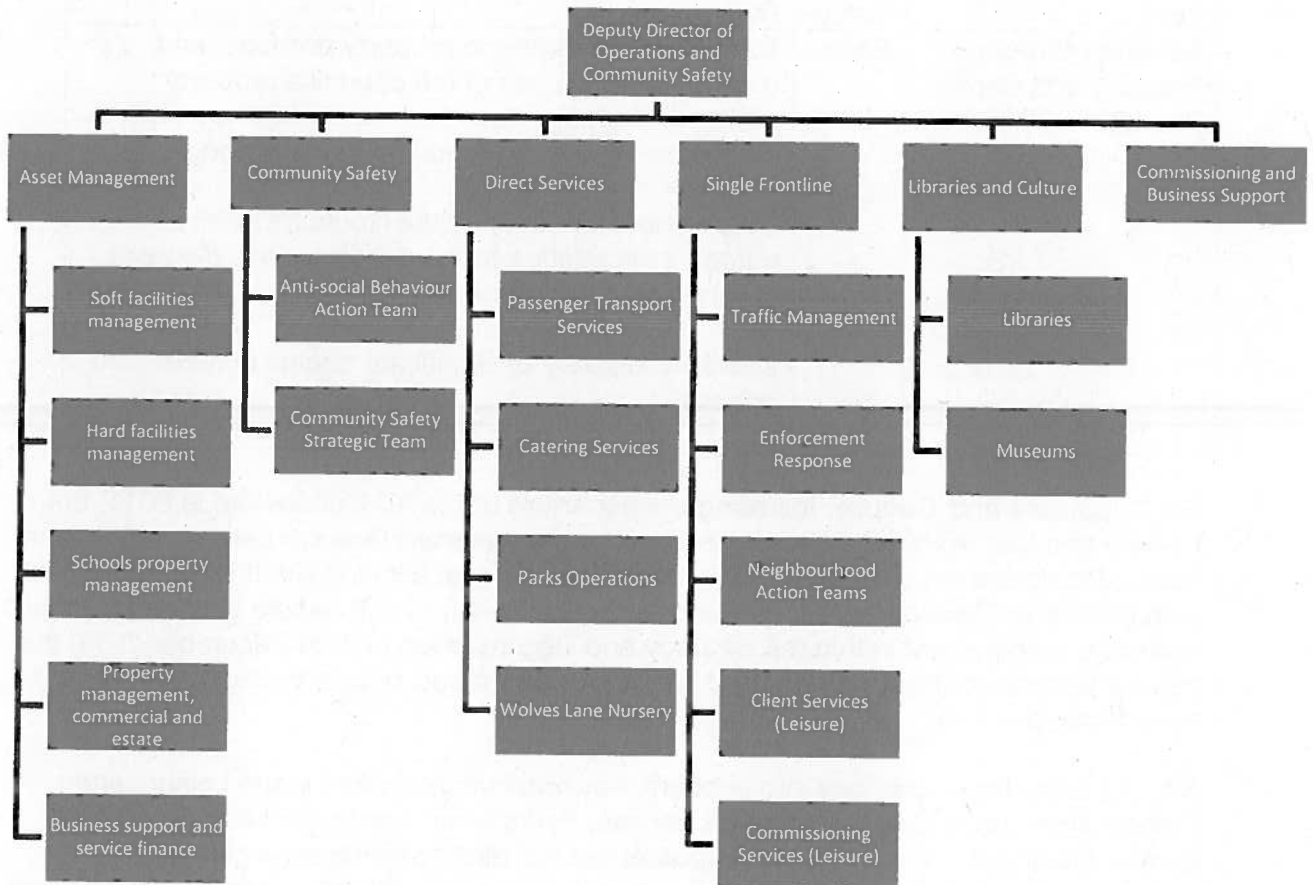 Deputy Director of
Operations and
Community Safety
Asset Management
Community Safety
Direct Services
Single Frontline
Libraries and Culture
Commissioning and
Business Support
Soft facilities
management
Hard facilities
management
Schools property
management
Property
management,
commercial and
estate
Business support and
service finance
Anti-social Behaviour
Action Team
Community Safety
Strategic Team
Passenger Transport
Services
Catering Services
Parks Operations
Wolves Lane Nursery
Traffic Management
Enforcement
Response
Neighbourhood
Action Teams
Client Services
(Leisure)
Commissioning
Services (Leisure)
Libraries
Museums